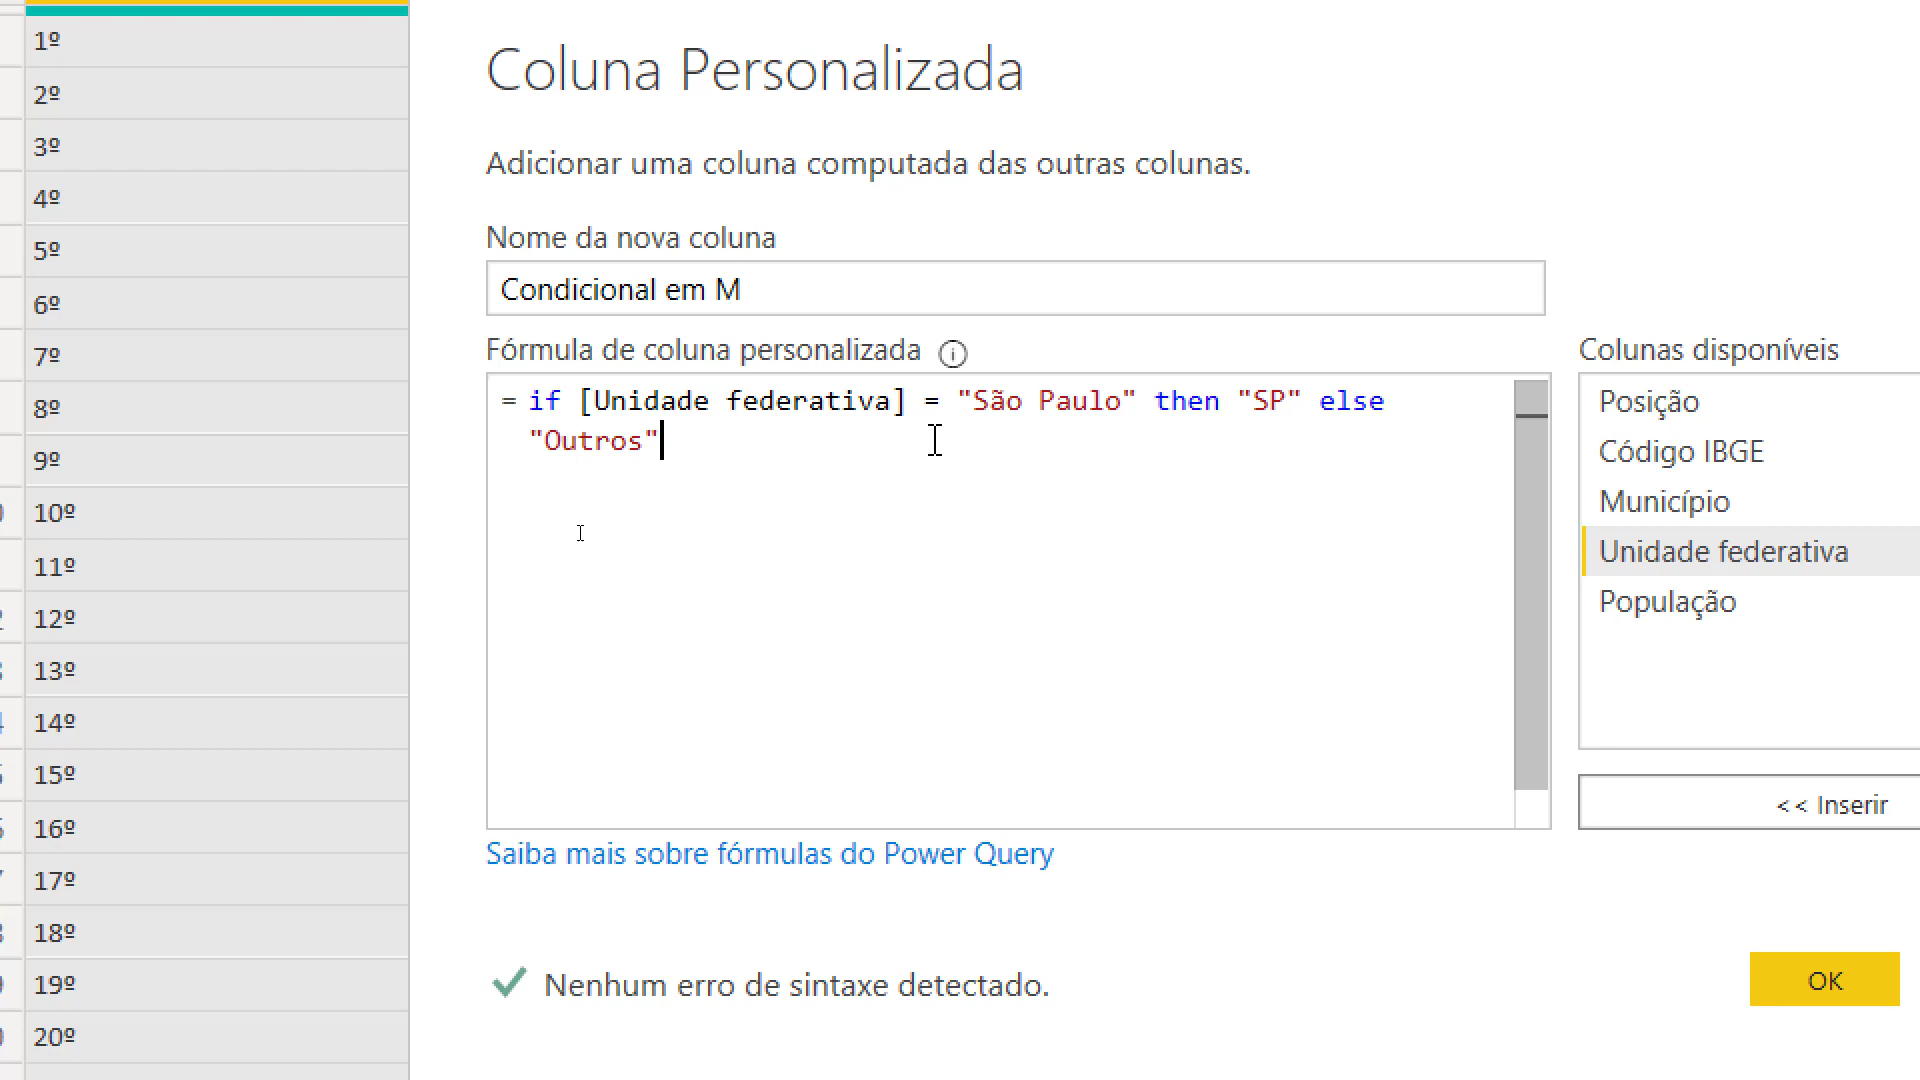 1º
2º
3º
4º
5º
6º
7º
8º
9º
10º
11º
12º
13º
14º
15º
16º
17º
18º
19º
20º
Coluna Personalizada
Adicionar uma coluna computada das outras colunas.
Nome da nova coluna
Condicional em M
Fórmula de coluna personalizada
= if [Unidade federativa] = "São Paulo" then "SP" else
"Outros"
Saiba mais sobre fórmulas do Power Query
Nenhum erro de sintaxe detectado.
Colunas disponíveis
Posição
Código IBGE
Município
Unidade federativa
População
<< Inserir
OK